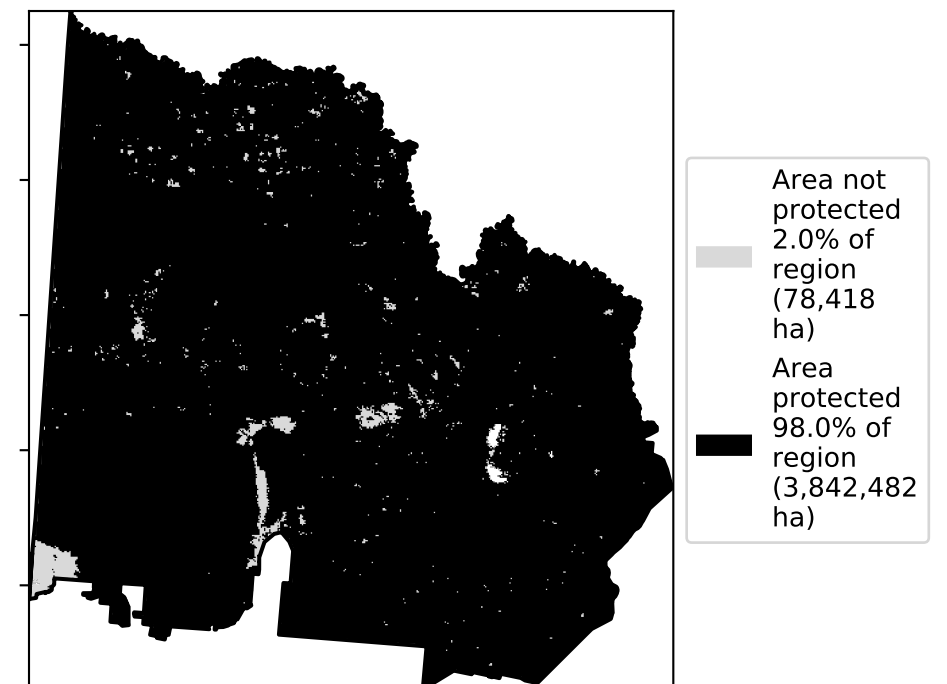 Area not
protected
2.0% of
region
(78,418
ha)
Area
protected
98.0% of
region
(3,842,482
ha)